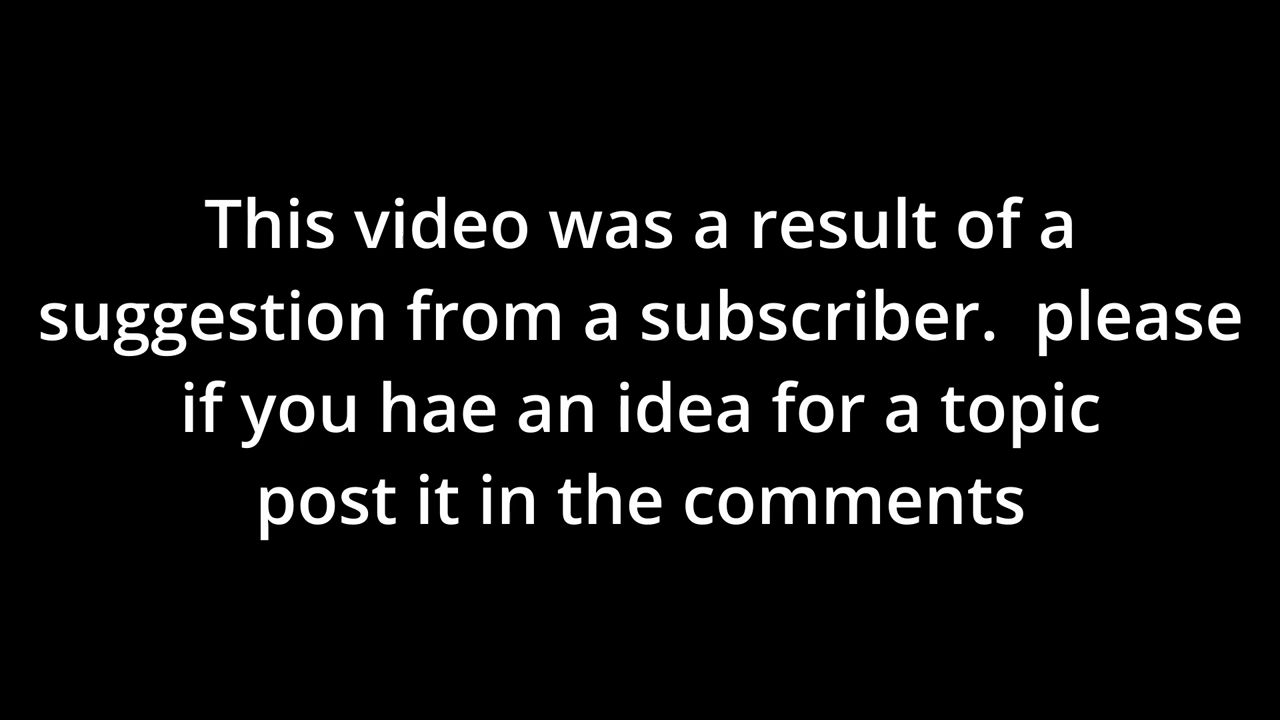 This video was a result of a
suggestion from a subscriber.  please
if you hae an idea for a topic
post it in the comments